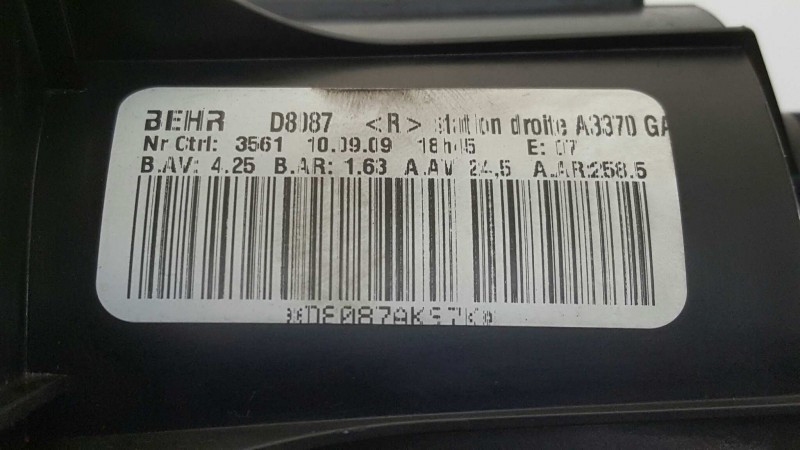 BEHR D8087 <R> station droite A3370 GA
Nr Ctrl: 3561 10.09.09 18h45 E: 07
B.AV: 4.25 B.AR: 1.63 A.AV 24,5 A.AR:258.5